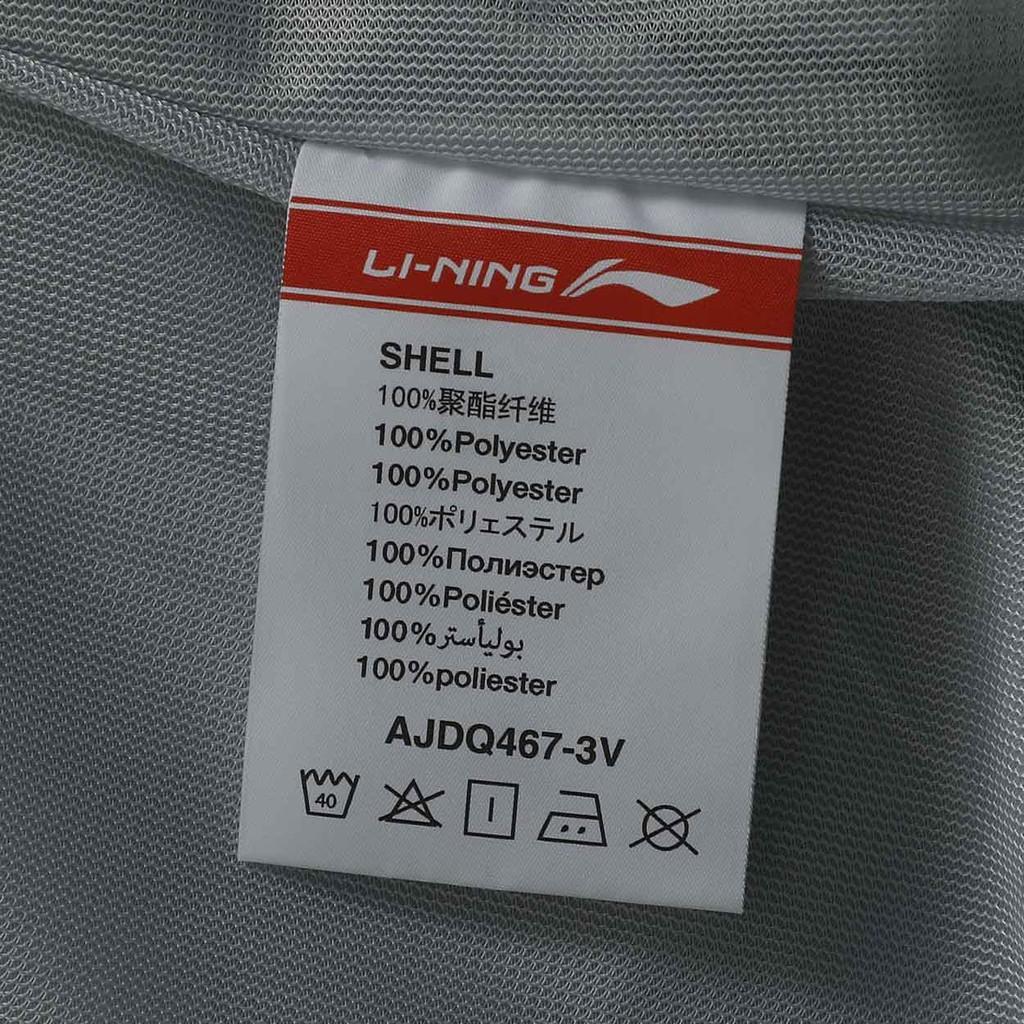 LI-NING
SHELL
100%聚酯纤维
100%Polyester
100%Polyester
100%ポリェステル
100%Полиэстер
100%Poliéster
100%بوليأستر
100%poliester
AJDQ467-3V
40